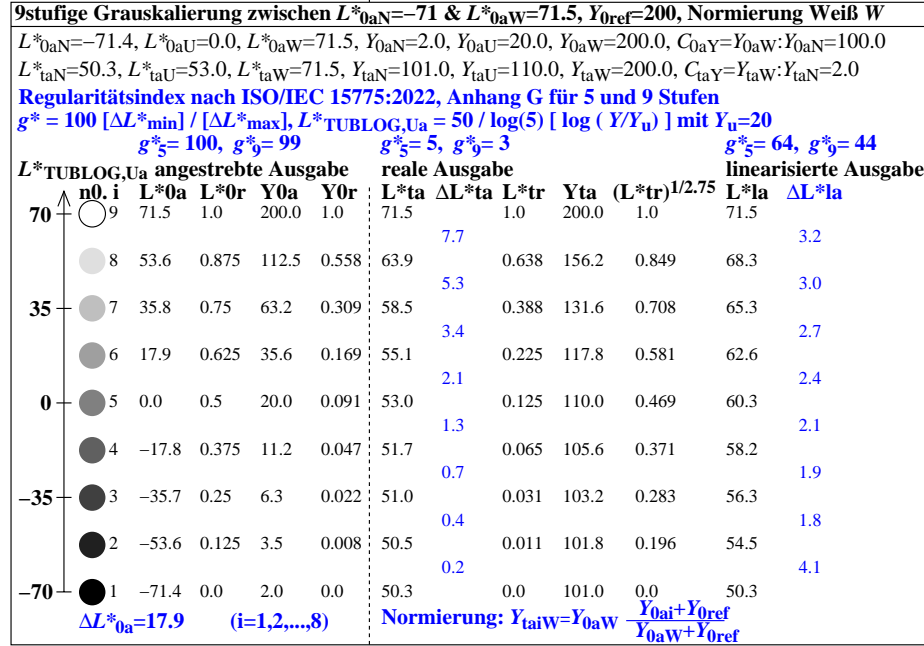 9stufige Grauskalierung zwischen L*0aN=−71 & L*0aW=71.5, Y0ref=200, Normierung Weiß W
L*0aN=−71.4, L*0aU=0.0, L*0aW=71.5, Y0aN=2.0, Y0aU=20.0, Y0aW=200.0, C0aY=Y0aW:Y0aN=100.0
L*taN=50.3, L*taU=53.0, L*taW=71.5, YtaN=101.0, YtaU=110.0, YtaW=200.0, CtaY=YtaW:YtaN=2.0
Regularitätsindex nach ISO/IEC 15775:2022, Anhang G für 5 und 9 Stufen
g* = 100 [ΔL*min] / [ΔL*max], L*TUBLOG,Ua = 50 / log(5) [ log ( Y/Yu) ] mit Yu=20
g*5= 100, g*9= 99 g*5= 5, g*9= 3 g*5= 64, g*9= 44
L*TUBLOG,Ua angestrebte Ausgabe reale Ausgabe linearisierte Ausgabe
n0. i L*0a L*0r Y0a Y0r L*ta ΔL*ta L*tr Yta (L*tr)1/2.75 L*la ΔL*la
70 9 71.5 1.0 200.0 1.0 71.5 1.0 200.0 1.0 71.5
7.7 3.2
8 53.6 0.875 112.5 0.558 63.9 0.638 156.2 0.849 68.3
5.3 3.0
35 7 35.8 0.75 63.2 0.309 58.5 0.388 131.6 0.708 65.3
3.4 2.7
6 17.9 0.625 35.6 0.169 55.1 0.225 117.8 0.581 62.6
2.1 2.4
0 5 0.0 0.5 20.0 0.091 53.0 0.125 110.0 0.469 60.3
1.3 2.1
4 −17.8 0.375 11.2 0.047 51.7 0.065 105.6 0.371 58.2
0.7 1.9
−35 3 −35.7 0.25 6.3 0.022 51.0 0.031 103.2 0.283 56.3
0.4 1.8
2 −53.6 0.125 3.5 0.008 50.5 0.011 101.8 0.196 54.5
0.2 4.1
−70 1 −71.4 0.0 2.0 0.0 50.3 0.0 101.0 0.0 50.3
ΔL*0a=17.9 (i=1,2,...,8) Normierung: YtaiW=Y0aW Y0ai+Y0ref
Y0aW+Y0ref